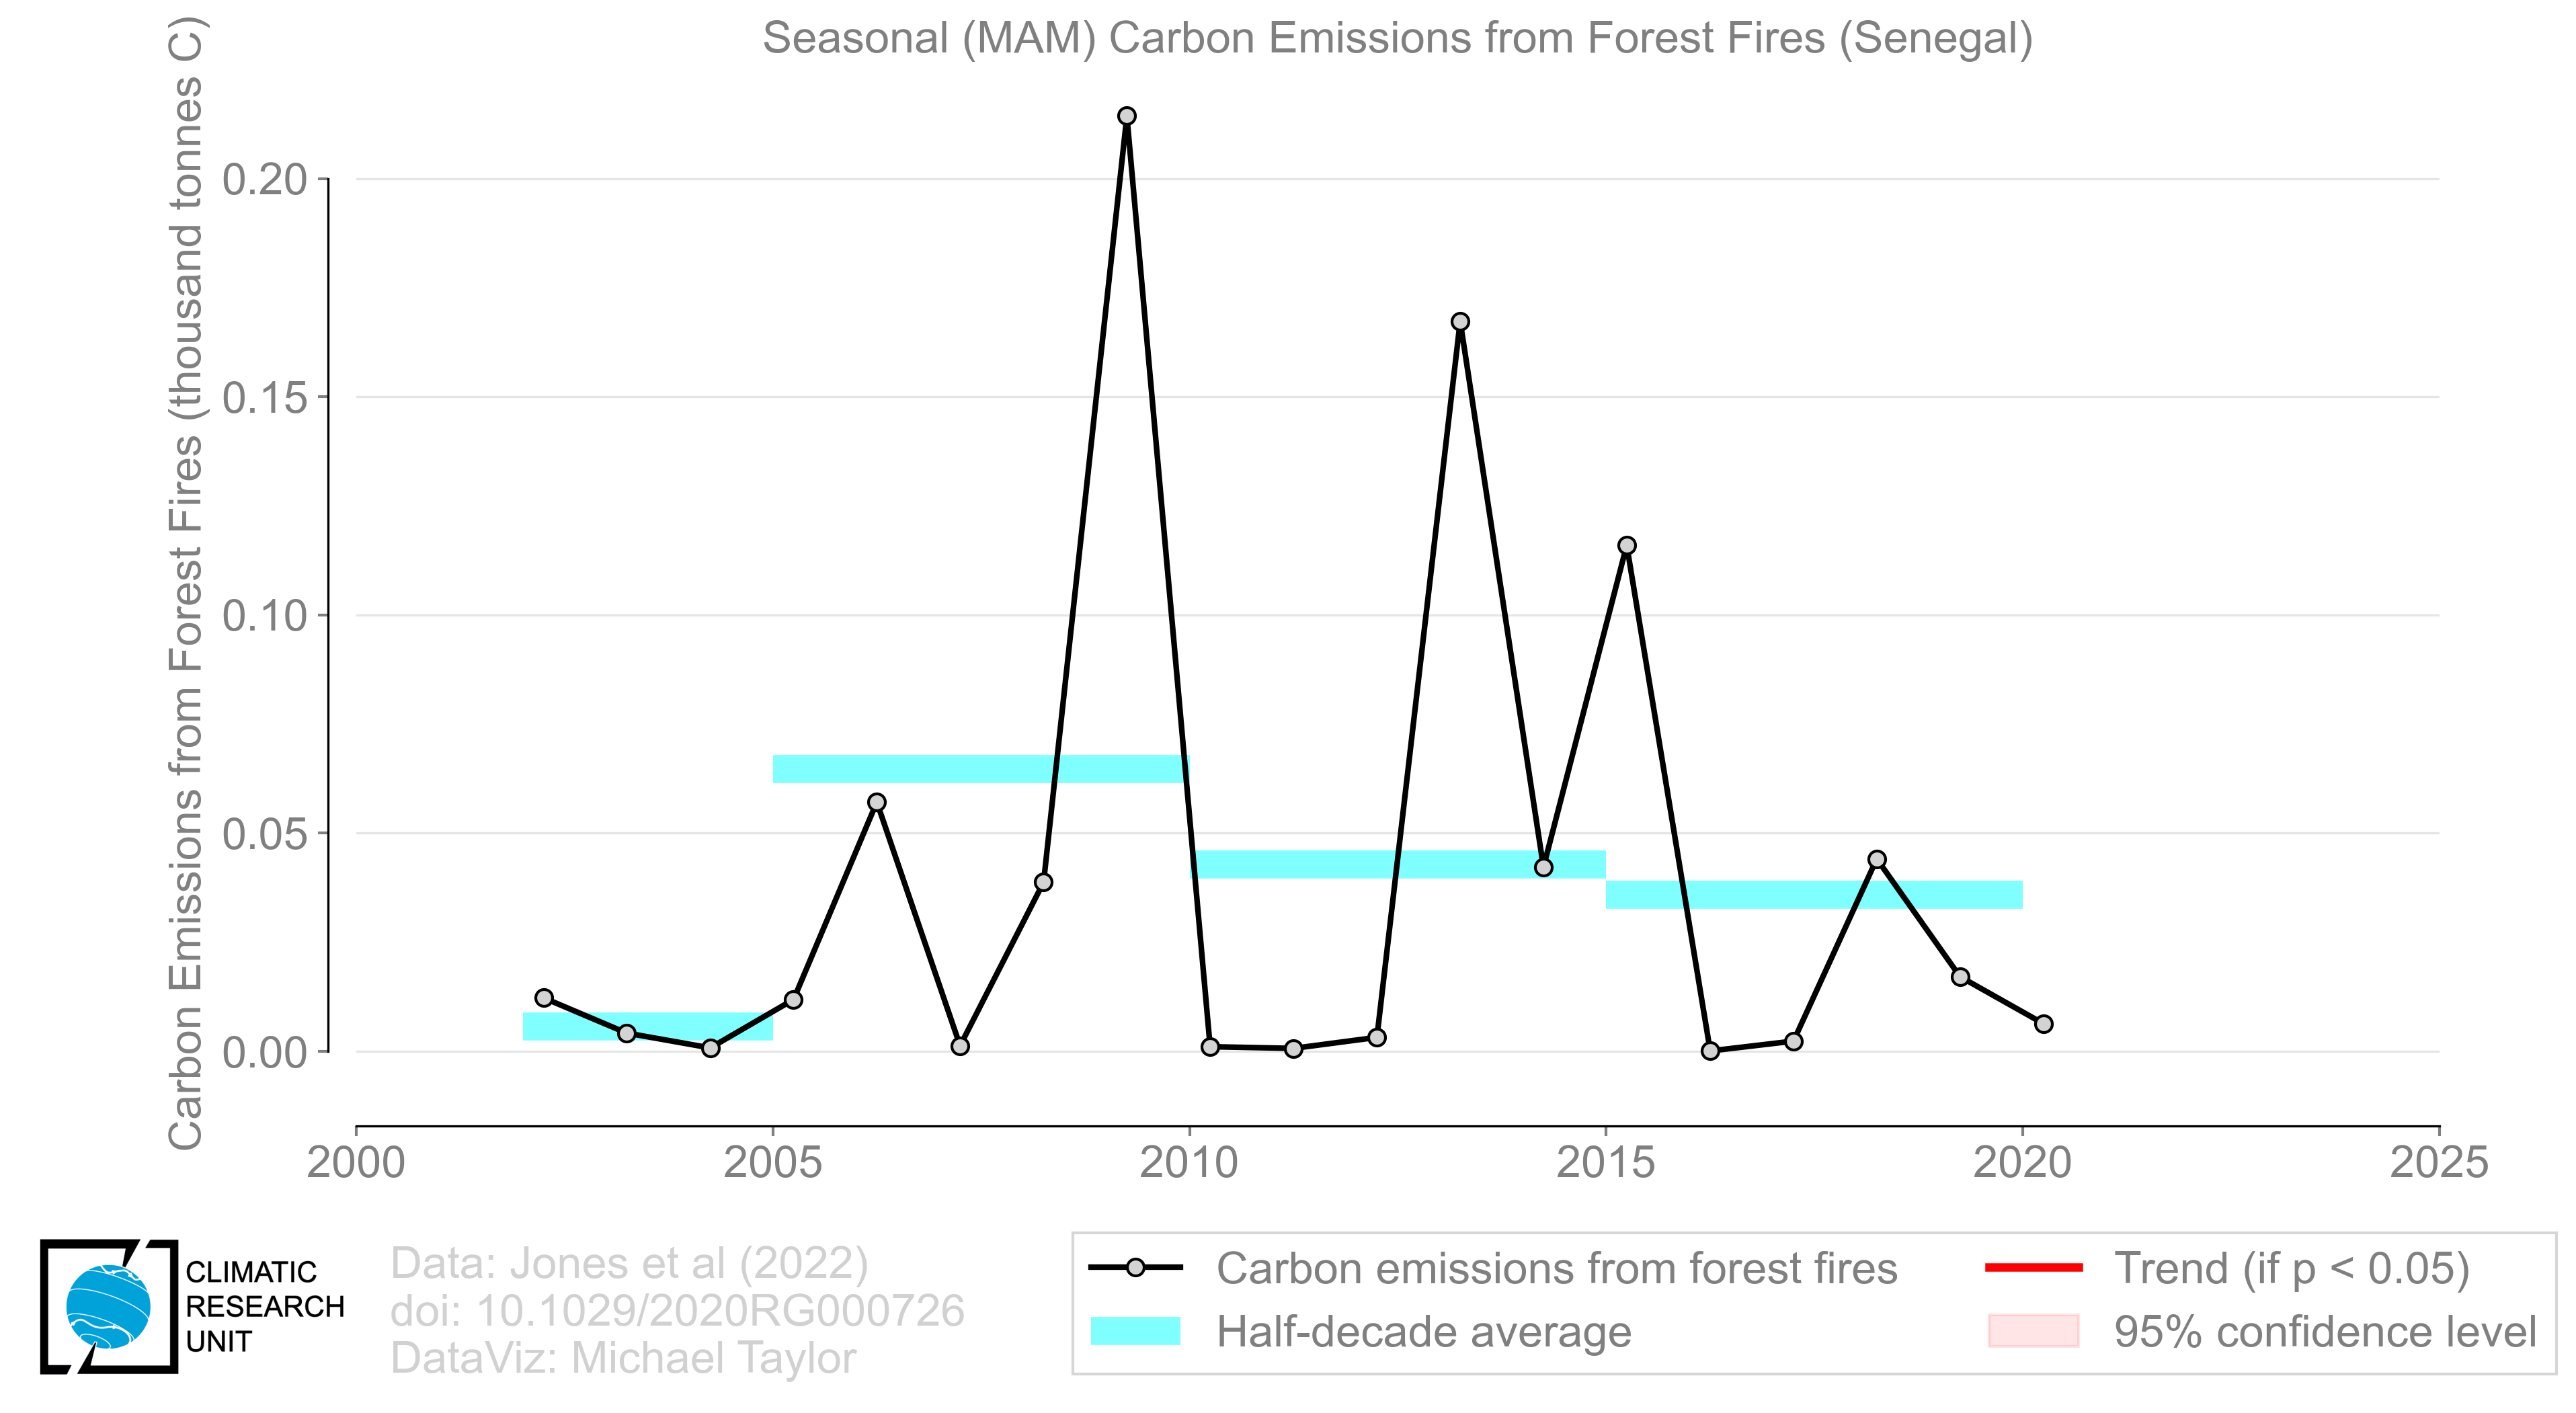 Seasonal (MAM) Carbon Emissions from Forest Fires (Senegal)
Carbon Emissions from Forest Fires (thousand tonnes C)
0.20
0.15
0.10
0.05
0.00
2000 2005 2010 2015 2020 2025
CLIMATIC
RESEARCH
UNIT
Data: Jones et al (2022)
doi: 10.1029/2020RG000726
DataViz: Michael Taylor
Carbon emissions from forest fires
Half-decade average
Trend (if p < 0.05)
95% confidence level